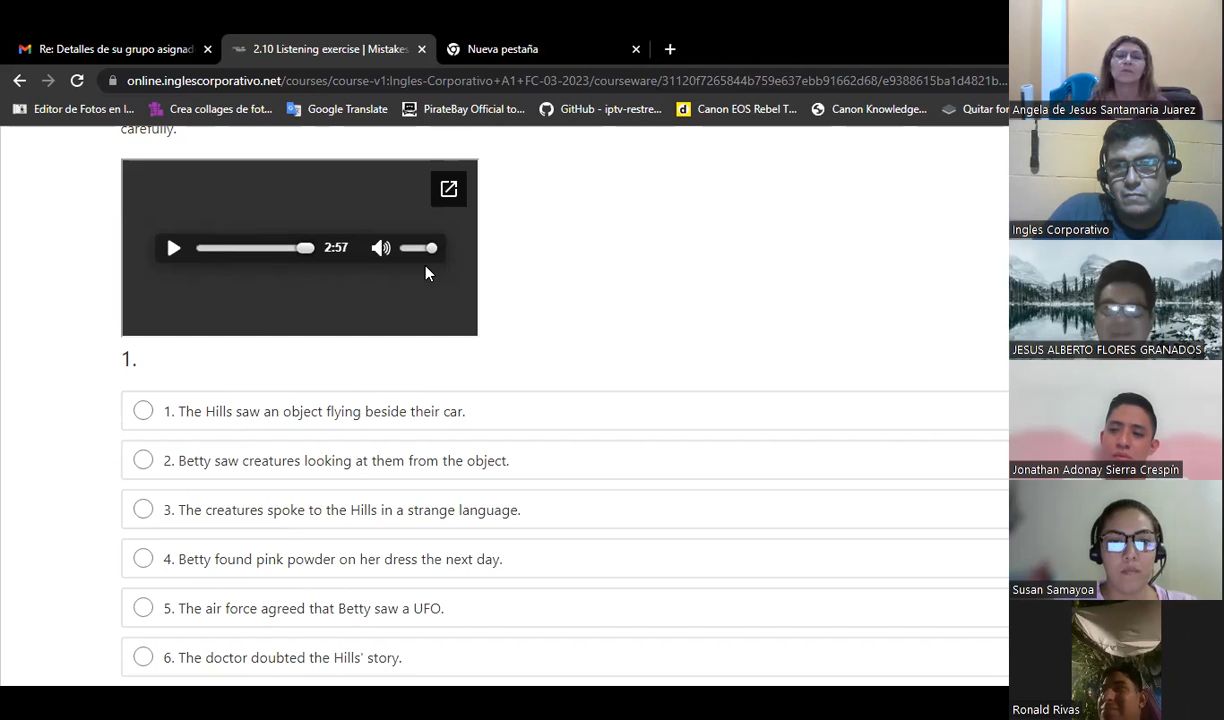 Re: Detalles de su grupo asignad
2.10 Listening exercise | Mistakes
Nueva pestaña
online.inglescorporativo.net/courses/course-v1:Ingles-Corporativo+A1+FC-03-2023/courseware/31120f7265844b759e637ebb91662d68/e9388615ba1d4821b...
Editor de Fotos en l...
Crea collages de fot...
Google Translate
PirateBay Official to...
GitHub - iptv-restre...
Canon EOS Rebel T...
Canon Knowledge...
Quitar for
carefully.
2:57
1.
1. The Hills saw an object flying beside their car.
2. Betty saw creatures looking at them from the object.
3. The creatures spoke to the Hills in a strange language.
4. Betty found pink powder on her dress the next day.
5. The air force agreed that Betty saw a UFO.
6. The doctor doubted the Hills' story.
Angela de Jesus Santamaria Juarez
Ingles Corporativo
JESUS ALBERTO FLORES GRANADOS
Jonathan Adonay Sierra Crespín
Susan Samayoa
Ronald Rivas